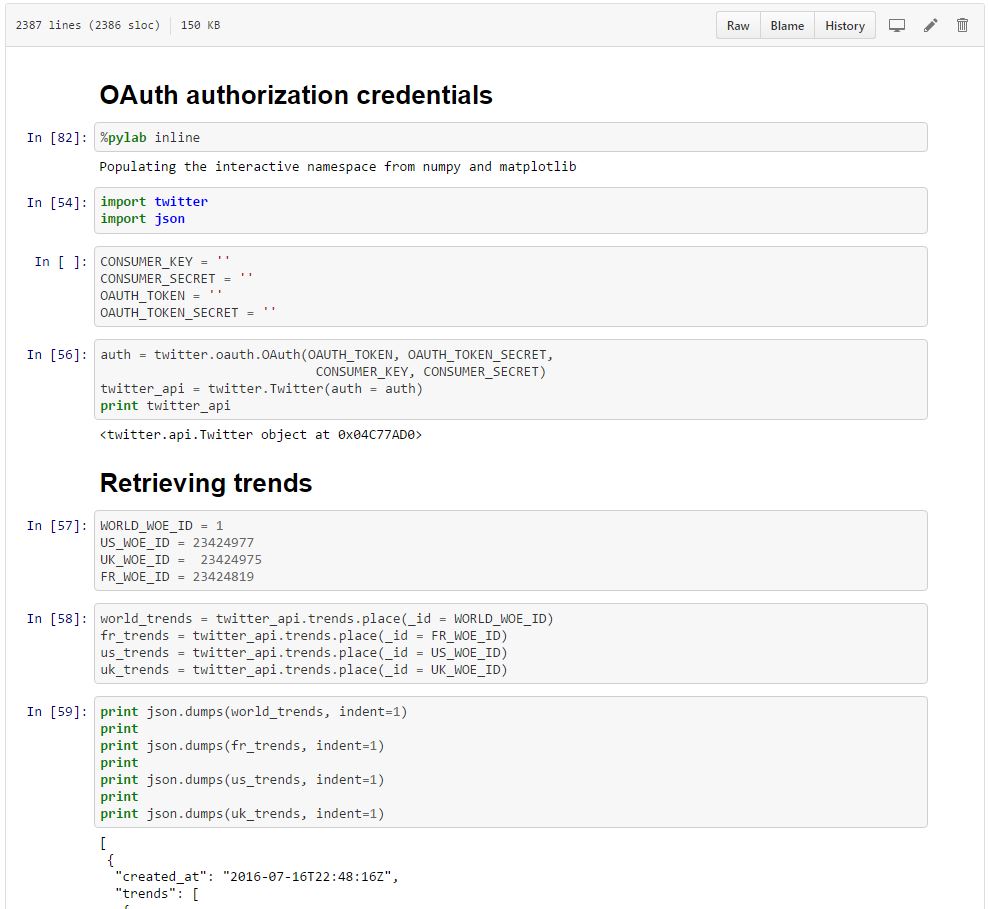 2387 lines (2386 sloc) 150 KB Raw Blame History
OAuth authorization credentials
In [82]: %pylab inline
Populating the interactive namespace from numpy and matplotlib
In [54]: import twitter
import json
In [ ]: CONSUMER_KEY = ''
CONSUMER_SECRET = ''
OAUTH_TOKEN = ''
OAUTH_TOKEN_SECRET = ''
In [56]: auth = twitter.oauth.OAuth(OAUTH_TOKEN, OAUTH_TOKEN_SECRET,
CONSUMER_KEY, CONSUMER_SECRET)
twitter_api = twitter.Twitter(auth = auth)
print twitter_api
<twitter.api.Twitter object at 0x04C77AD0>
Retrieving trends
In [57]: WORLD_WOE_ID = 1
US_WOE_ID = 23424977
UK_WOE_ID =  23424975
FR_WOE_ID = 23424819
In [58]: world_trends = twitter_api.trends.place(_id = WORLD_WOE_ID)
fr_trends = twitter_api.trends.place(_id = FR_WOE_ID)
us_trends = twitter_api.trends.place(_id = US_WOE_ID)
uk_trends = twitter_api.trends.place(_id = UK_WOE_ID)
In [59]: print json.dumps(world_trends, indent=1)
print
print json.dumps(fr_trends, indent=1)
print
print json.dumps(us_trends, indent=1)
print
print json.dumps(uk_trends, indent=1)
[
{
"created_at": "2016-07-16T22:48:16Z",
"trends": [
{